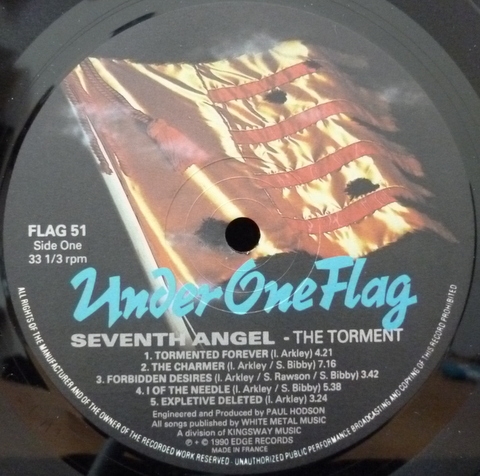 FLAG 51
Side One
33 1/3 rpm
Under One Flag
SEVENTH ANGEL - THE TORMENT
1. TORMENTED FOREVER (I. Arkley) 4.21
2. THE CHARMER (I. Arkley / S. Bibby) 7.16
3. FORBIDDEN DESIRES (I. Arkley / S. Rawson / S. Bibby) 3.42
4. I OF THE NEEDLE (I. Arkley / S. Bibby) 5.38
5. EXPLETIVE DELETED (I. Arkley) 3.24
Engineered and Produced by PAUL HODSON
All songs published by WHITE METAL MUSIC
A division of KINGSWAY MUSIC
℗ + © 1990 EDGE RECORDS
MADE IN FRANCE
ALL RIGHTS OF THE MANUFACTURER AND OF THE OWNER OF THE RECORDED WORK RESERVED · UNAUTHORIZED PUBLIC PERFORMANCE BROADCASTING AND COPYING OF THIS RECORD PROHIBITED